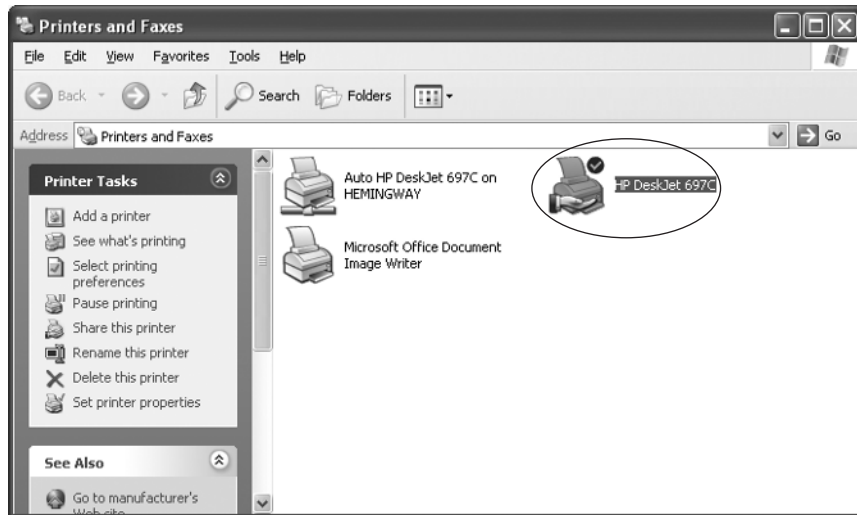 Printers and Faxes
File Edit View Favorites Tools Help
Back Search Folders
Address Printers and Faxes Go
Printer Tasks
Add a printer
See what's printing
Select printing
preferences
Pause printing
Share this printer
Rename this printer
Delete this printer
Set printer properties
See Also
Go to manufacturer's
Web site
Auto HP DeskJet 697C on
HEMINGWAY
HP DeskJet 697C
Microsoft Office Document
Image Writer